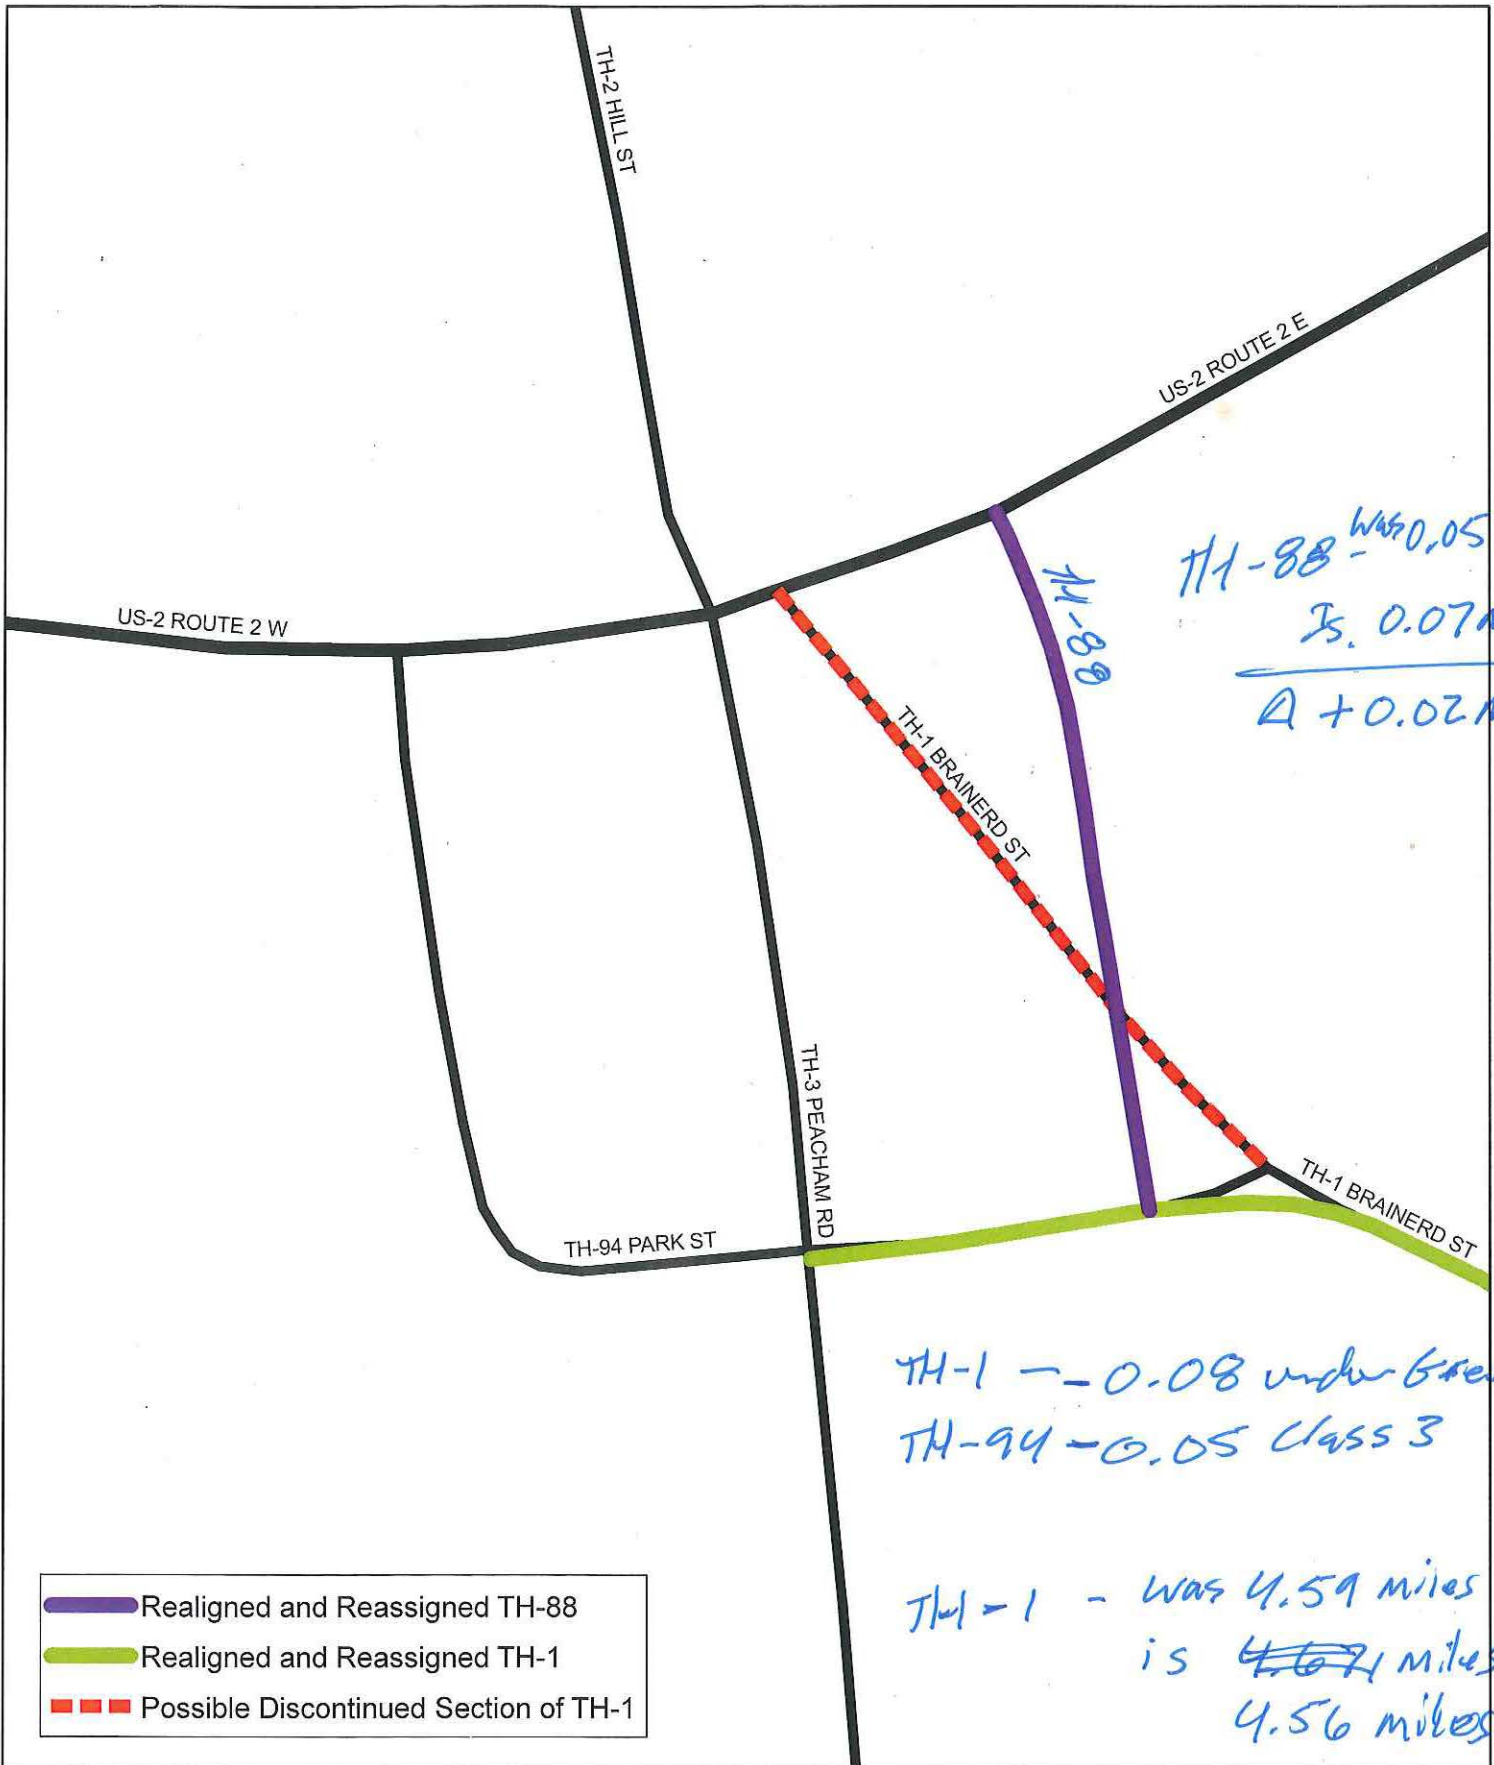 TH-2 HILL ST
US-2 ROUTE 2 E
US-2 ROUTE 2 W
TH-88 was 0.05
Is. 0.07
Δ + 0.02
TH-88
TH-1 BRAINERD ST
TH-3 PEACHAM RD
TH-1 BRAINERD ST
TH-94 PARK ST
TH-1 - - 0.08 under
TH-94 - 0.05 Class 3
TH-1 - was 4.59 miles
is miles
4.56 miles
Realigned and Reassigned TH-88
Realigned and Reassigned TH-1
Possible Discontinued Section of TH-1